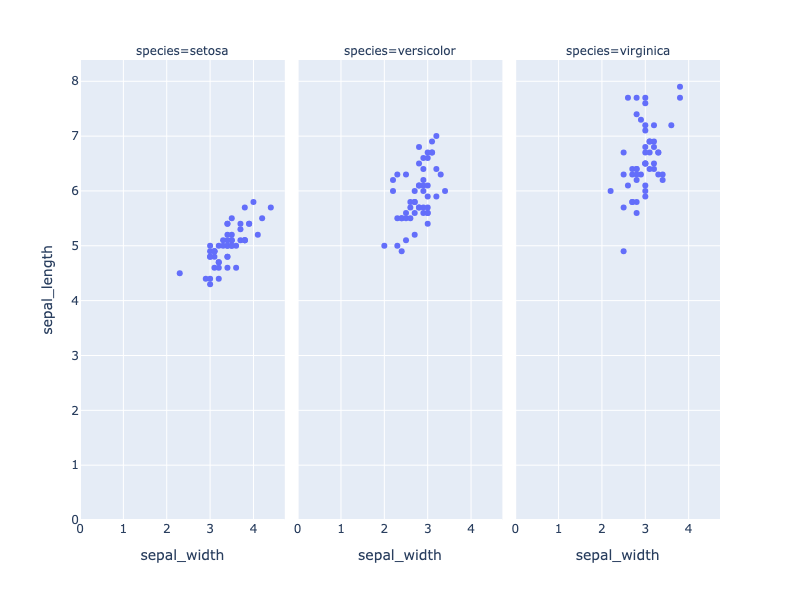 species=setosa species=versicolor species=virginica
8
7
6
5
4
3
2
1
0
sepal_length
0 1 2 3 4 0 1 2 3 4 0 1 2 3 4
sepal_width sepal_width sepal_width